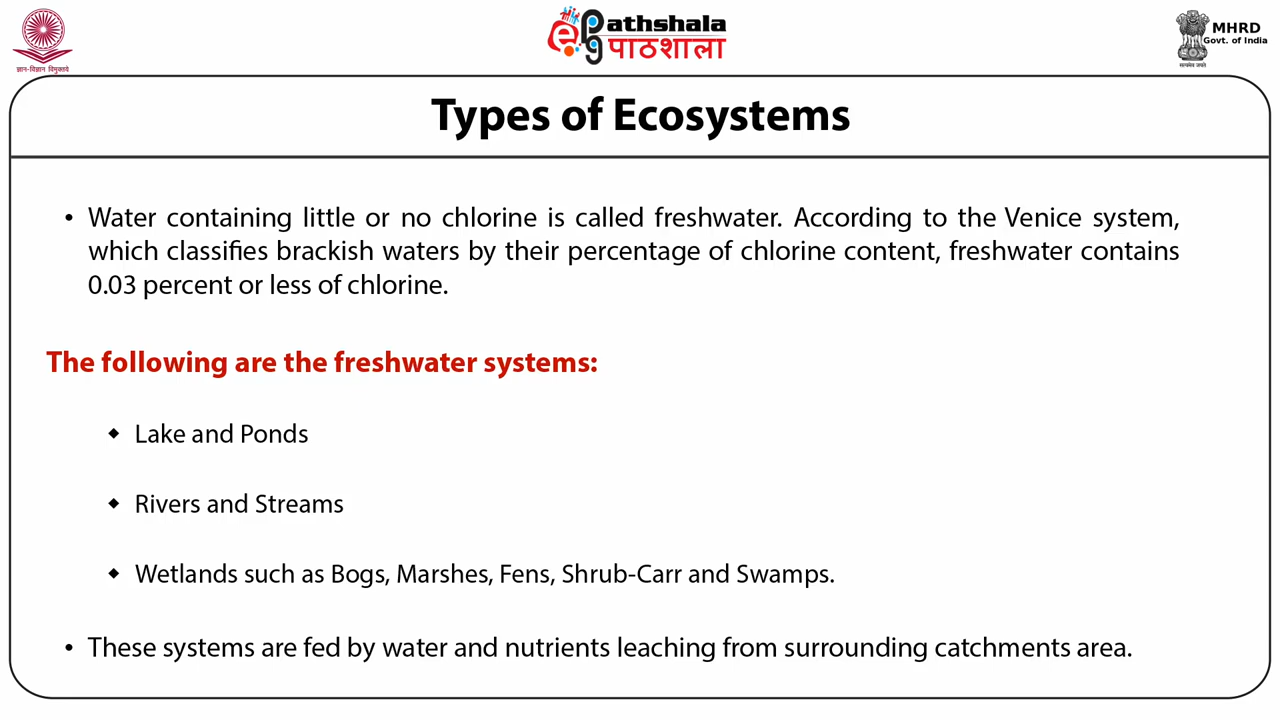 ज्ञान-विज्ञान विमुक्तये
epathshala
पाठशाला
MHRD
Govt. of India
सत्यमेव जयते
Types of Ecosystems
• Water containing little or no chlorine is called freshwater. According to the Venice system,
which classifies brackish waters by their percentage of chlorine content, freshwater contains
0.03 percent or less of chlorine.
The following are the freshwater systems:
◆ Lake and Ponds
◆ Rivers and Streams
◆ Wetlands such as Bogs, Marshes, Fens, Shrub-Carr and Swamps.
• These systems are fed by water and nutrients leaching from surrounding catchments area.